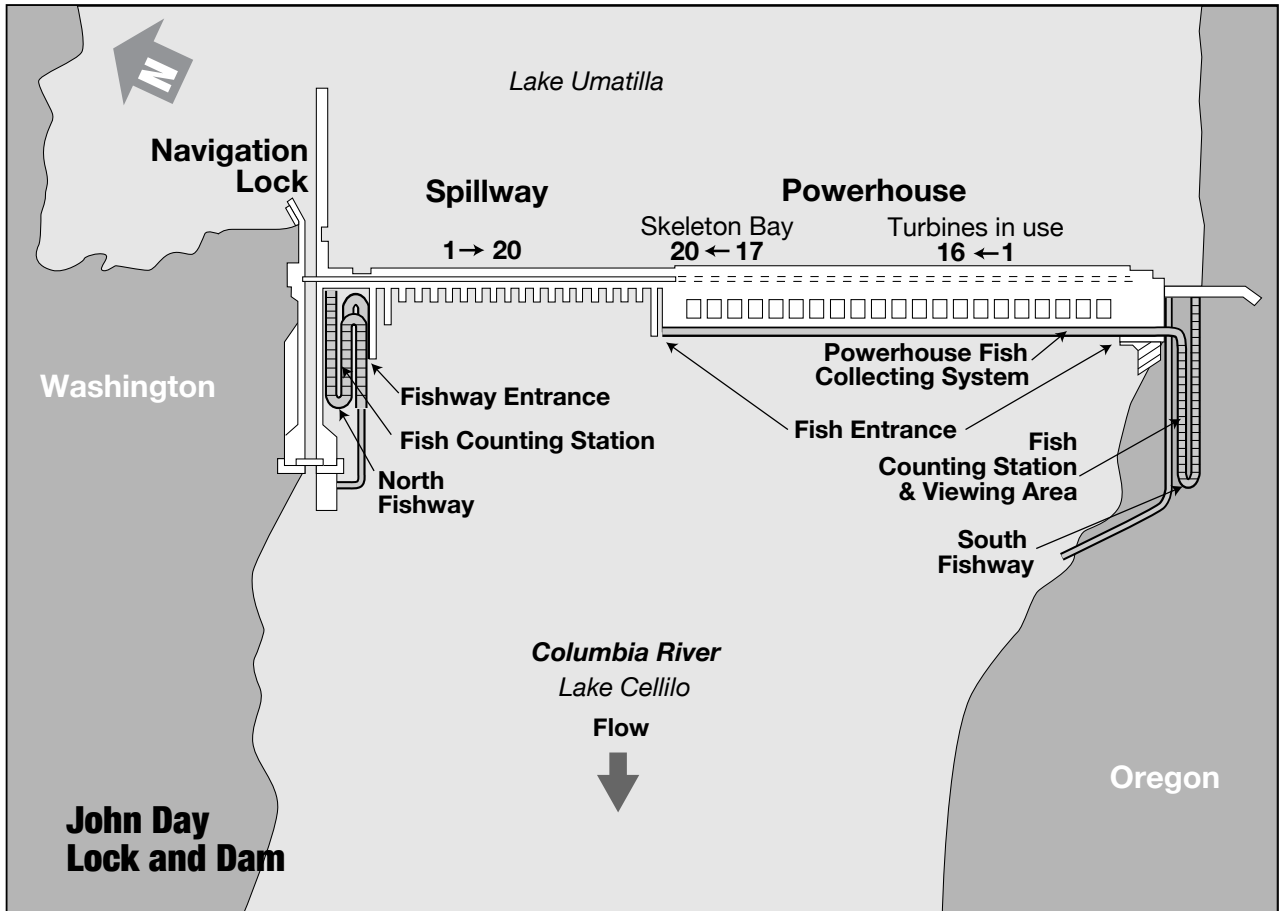 N
Lake Umatilla
Navigation
Lock
Spillway
1→ 20
Powerhouse
Skeleton Bay
20 ← 17
Turbines in use
16 ←1
Washington
Powerhouse Fish
Collecting System
Fishway Entrance
Fish Entrance
Fish Counting Station
Fish
Counting Station
& Viewing Area
North
Fishway
South
Fishway
Columbia River
Lake Cellilo
Flow
Oregon
John Day
Lock and Dam